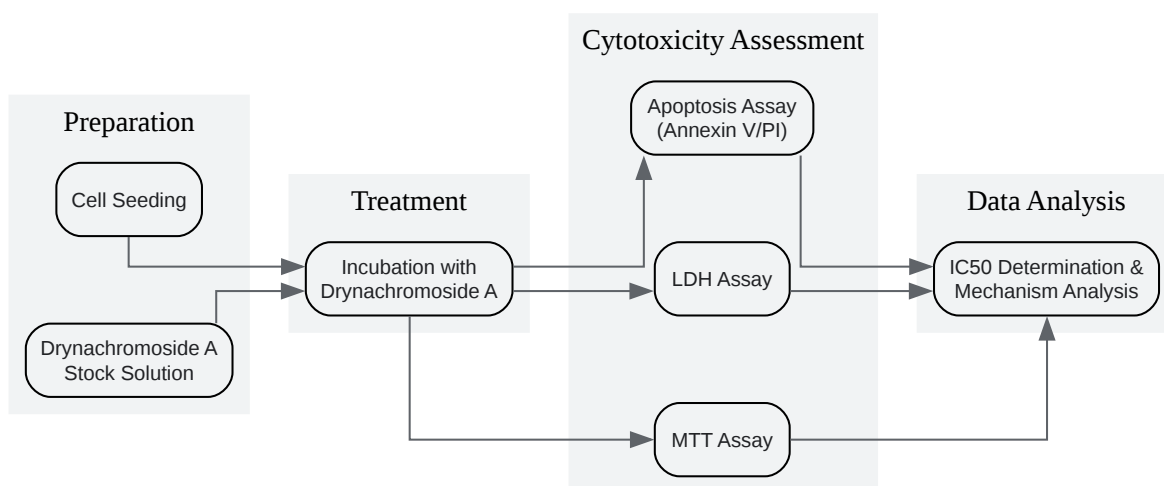 Preparation
Cell Seeding
Drynachromoside A
Stock Solution
Treatment
Incubation with
Drynachromoside A
Cytotoxicity Assessment
Apoptosis Assay
(Annexin V/PI)
LDH Assay
MTT Assay
Data Analysis
IC50 Determination &
Mechanism Analysis